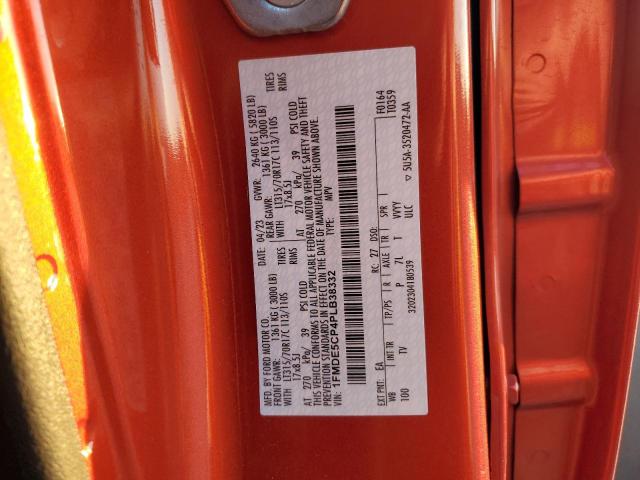 MFD. BY FORD MOTOR CO. DATE: 04/23 GVWR: 2640 KG ( 5820 LB)
FRONT GAWR: 1361 KG (3000 LB) REAR GAWR: 1361 KG (3000 LB)
WITH LT315/70R17C 113/110S TIRES WITH LT315/70R17C 113/110S TIRES
17x8.5J RIMS 17x8.5J RIMS
AT 270 kPa/ 39 PSI COLD AT 270 kPa/ 39 PSI COLD
THIS VEHICLE CONFORMS TO ALL APPLICABLE FEDERAL MOTOR VEHICLE SAFETY AND THEFT
PREVENTION STANDARDS IN EFFECT ON THE DATE OF MANUFACTURE SHOWN ABOVE.
VIN: 1FMDE5CP4PLB38332 TYPE: MPV
F0164
EXT PNT: EA RC: 27 DSO: T0359
WB INT TR TP/PS R AXLE TR SPR
100 TV P 7L T VVYY
ULC ▽ 5U5A-3520472-AA
3202304180539